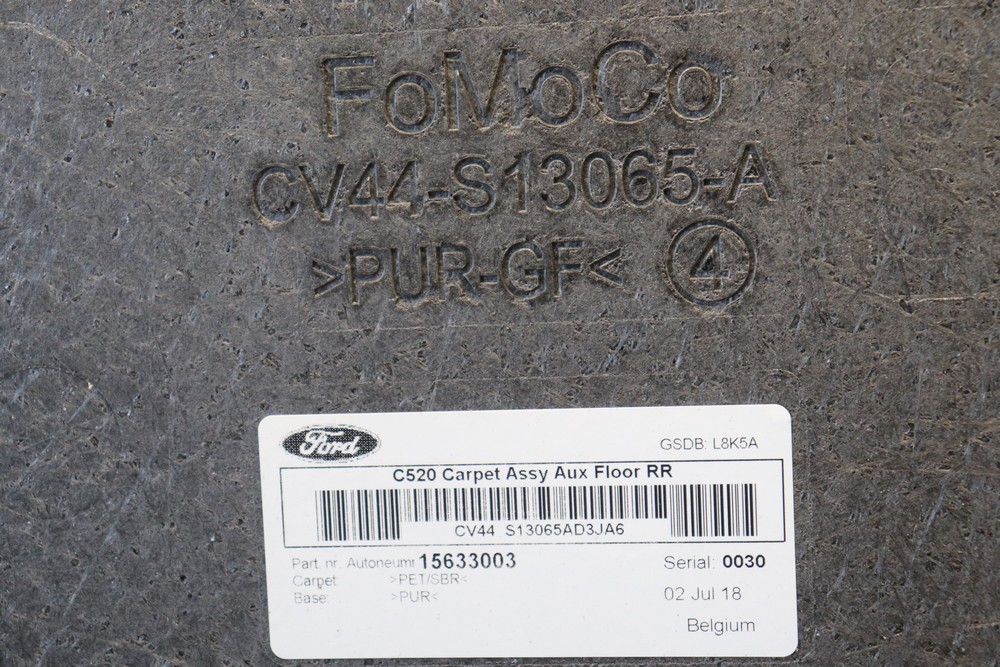 FoMoCo
CV44-S13065-A
>PUR-GF< 4
Ford GSDB: L8K5A
C520 Carpet Assy Aux Floor RR
CV44 S13065AD3JA6
Part. nr. Autoneum: 15633003 Serial: 0030
Carpet: >PET/SBR<
Base: >PUR< 02 Jul 18
Belgium